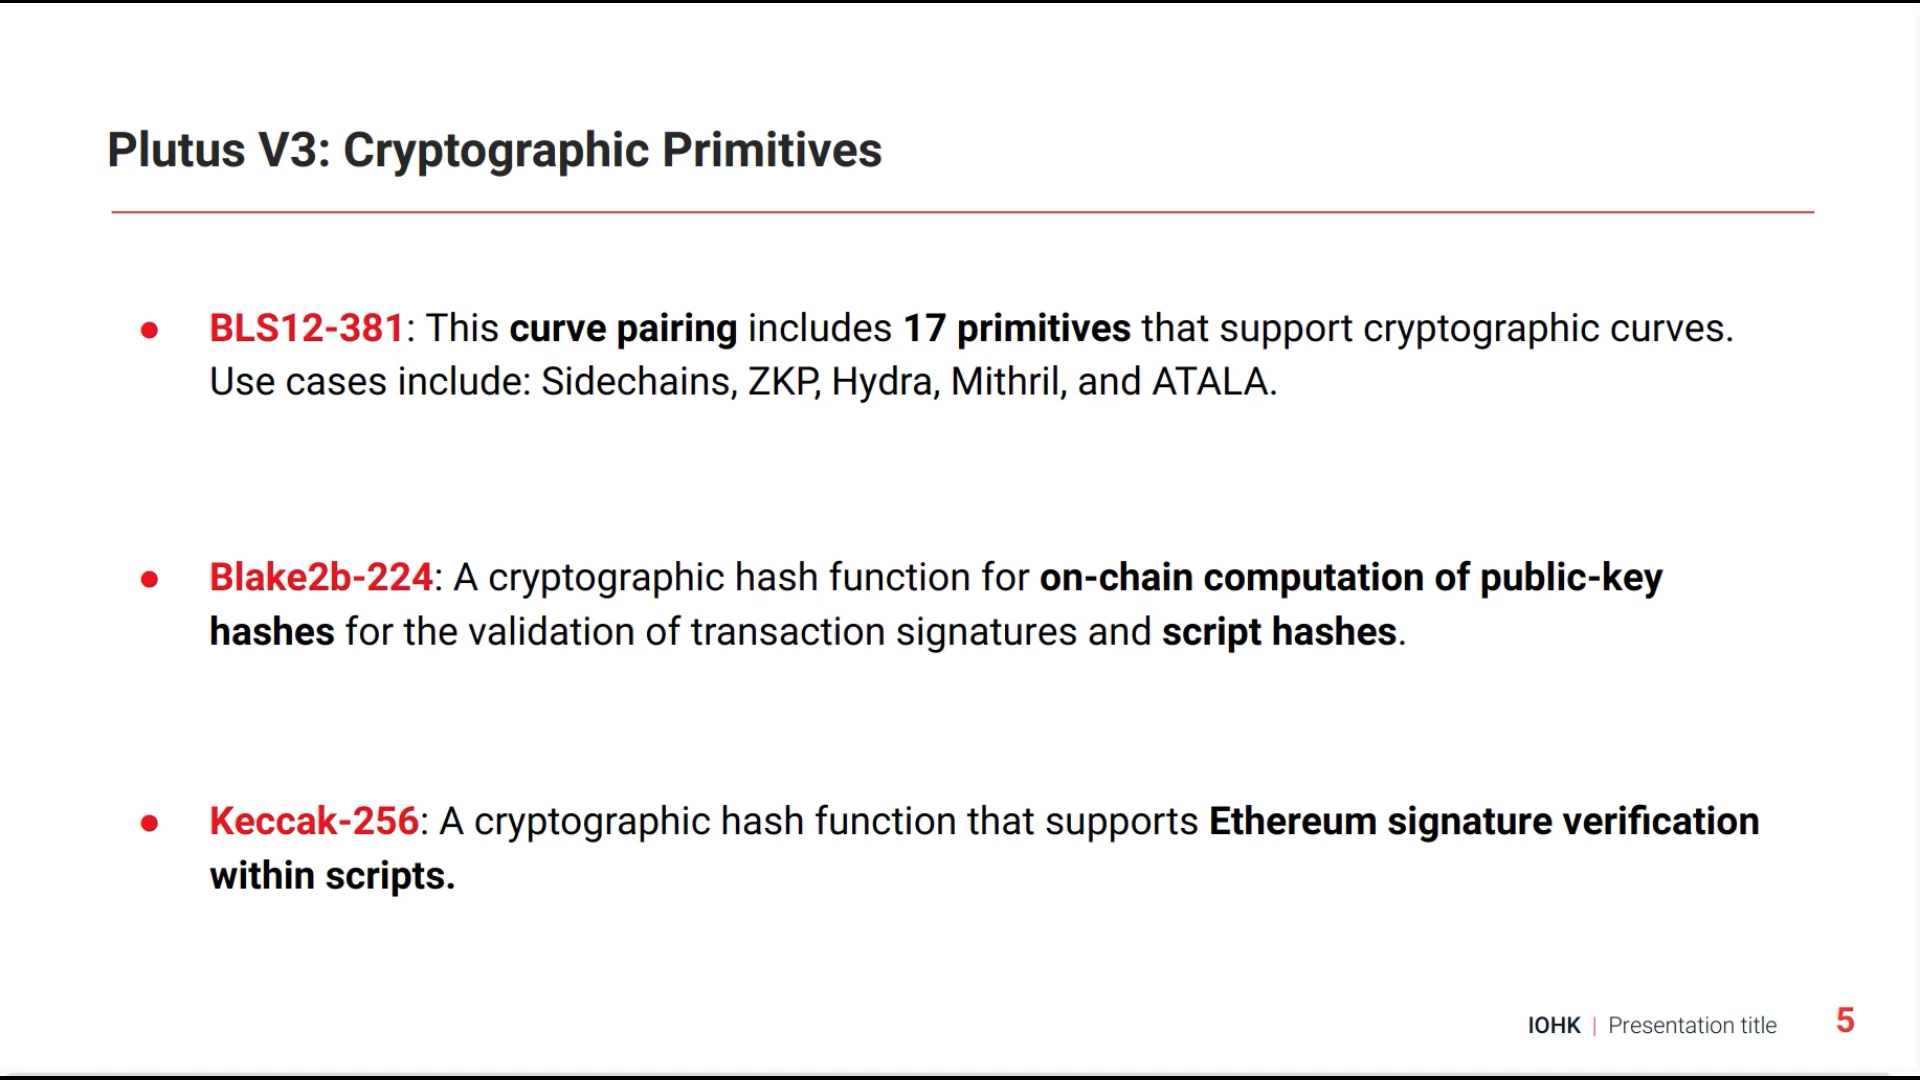 Plutus V3: Cryptographic Primitives
● BLS12-381: This curve pairing includes 17 primitives that support cryptographic curves.
Use cases include: Sidechains, ZKP, Hydra, Mithril, and ATALA.
● Blake2b-224: A cryptographic hash function for on-chain computation of public-key
hashes for the validation of transaction signatures and script hashes.
● Keccak-256: A cryptographic hash function that supports Ethereum signature verification
within scripts.
IOHK | Presentation title 5